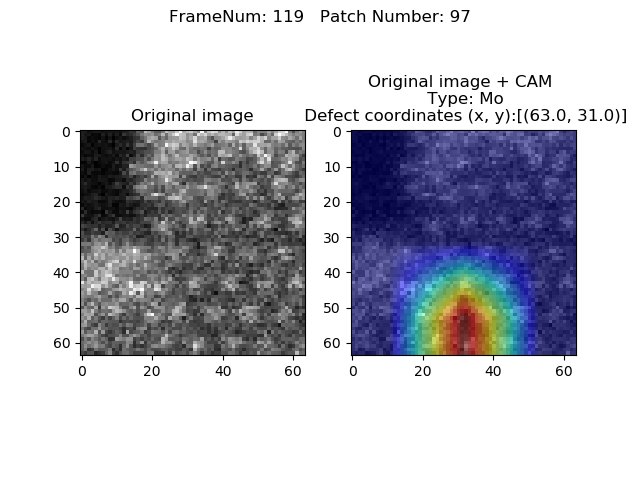 FrameNum: 119   Patch Number: 97
Original image
0
10
20
30
40
50
60
0 20 40 60
Original image + CAM
Type: Mo
Defect coordinates (x, y):[(63.0, 31.0)]
0
10
20
30
40
50
60
0 20 40 60